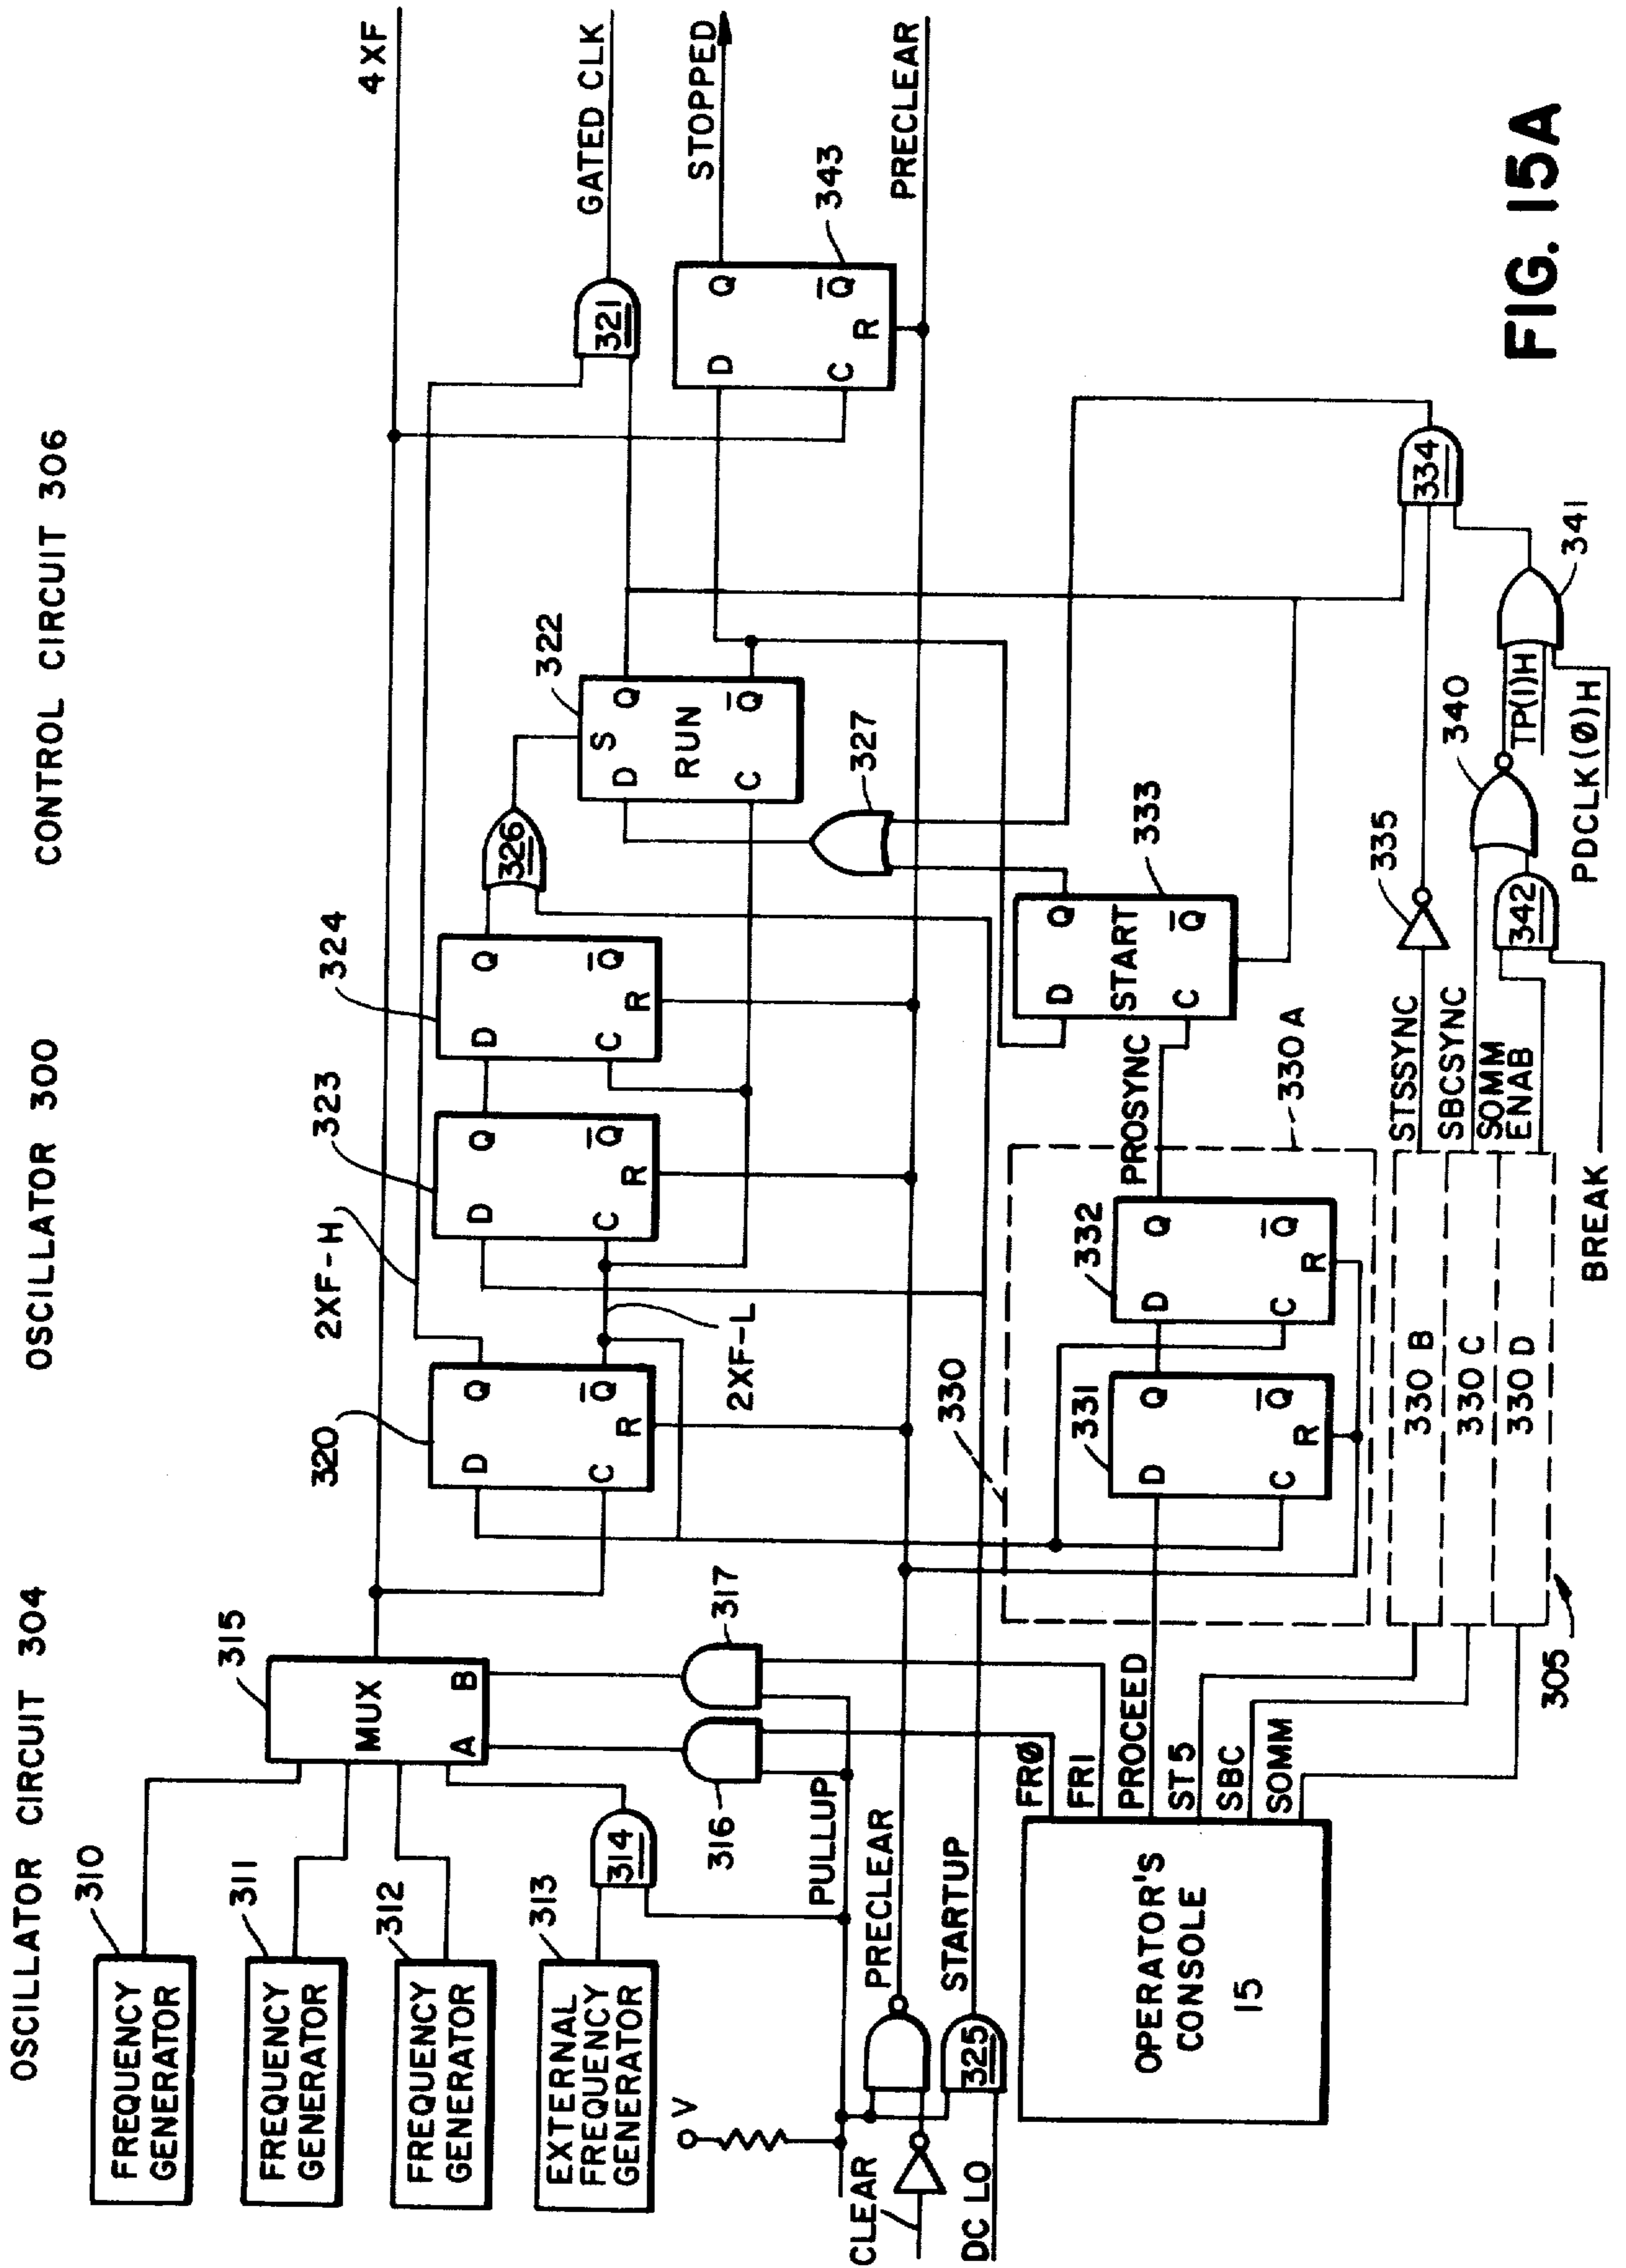 OSCILLATOR CIRCUIT 304
OSCILLATOR 300
CONTROL CIRCUIT 306
310
FREQUENCY
GENERATOR
311
FREQUENCY
GENERATOR
312
FREQUENCY
GENERATOR
313
EXTERNAL
FREQUENCY
GENERATOR
314
315
MUX
A
B
316
317
V
PULLUP
CLEAR
DC LO
325
PRECLEAR
STARTUP
OPERATOR'S
CONSOLE
15
FRØ
FR1
PROCEED
ST5
SBC
SOMM
305
320
D
Q
C
Q
R
2XF-H
2XF-L
323
D
Q
C
Q
R
324
D
Q
C
Q
R
326
322
S
D
Q
RUN
C
Q
327
4XF
321
GATED CLK
STOPPED
D
Q
C
Q
R
343
PRECLEAR
330
330A
331
D
Q
C
Q
R
332
D
Q
C
Q
R
PROSYNC
333
D
Q
START
C
Q
330 B
330 C
330 D
STSSYNC
SBCSYNC
SOMM
ENAB
BREAK
335
342
340
TP(1)H
PDCLK(Ø)H
341
334
FIG. 15A